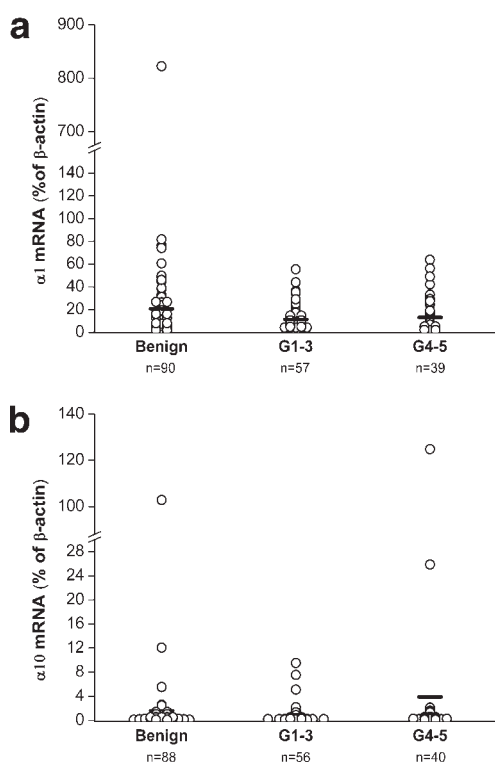 a
900
800
700
140
120
100
80
60
40
20
0
α1 mRNA (%of β-actin)
Benign G1-3 G4-5
n=90 n=57 n=39
b
140
120
100
28
24
20
16
12
8
4
0
α10 mRNA (% of β-actin)
Benign G1-3 G4-5
n=88 n=56 n=40